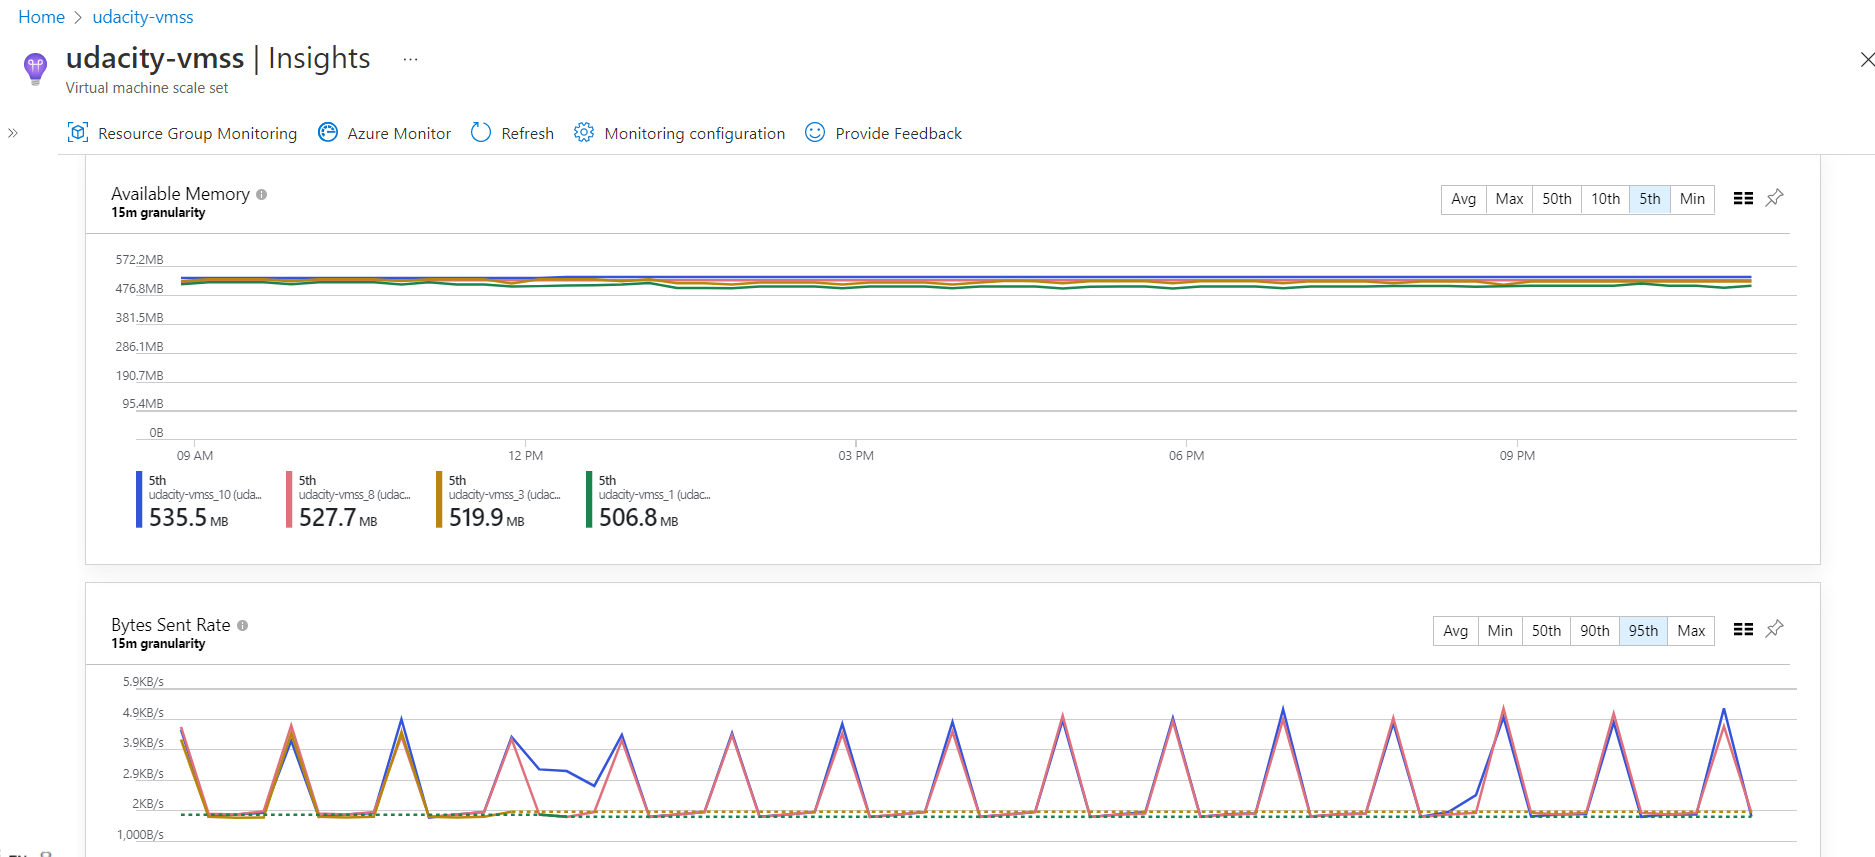 Home > udacity-vmss
udacity-vmss | Insights ...
Virtual machine scale set
Resource Group Monitoring Azure Monitor Refresh Monitoring configuration Provide Feedback
Available Memory
15m granularity
Avg Max 50th 10th 5th Min
572.2MB
476.8MB
381.5MB
286.1MB
190.7MB
95.4MB
0B
09 AM 12 PM 03 PM 06 PM 09 PM
5th 5th 5th 5th
udacity-vmss_10 (uda... udacity-vmss_8 (udac... udacity-vmss_3 (udac... udacity-vmss_1 (udac...
535.5 MB 527.7 MB 519.9 MB 506.8 MB
Bytes Sent Rate
15m granularity
Avg Min 50th 90th 95th Max
5.9KB/s
4.9KB/s
3.9KB/s
2.9KB/s
2KB/s
1,000B/s